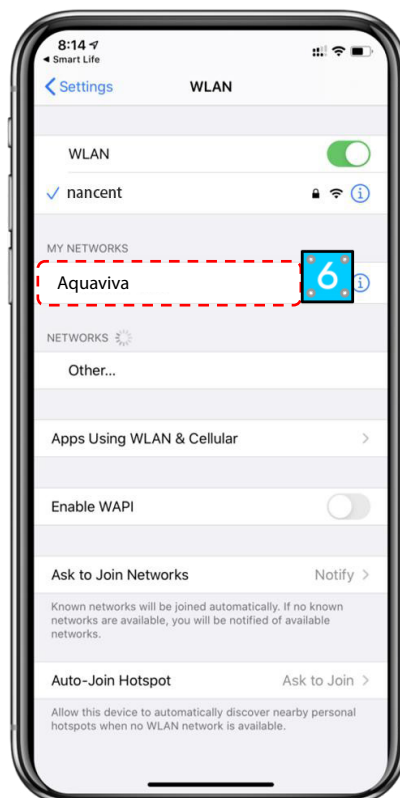 8:14
Smart Life
Settings WLAN
WLAN
nancent
MY NETWORKS
Aquaviva
6
NETWORKS
Other...
Apps Using WLAN & Cellular
Enable WAPI
Ask to Join Networks Notify
Known networks will be joined automatically. If no known
networks are available, you will be notified of available
networks.
Auto-Join Hotspot Ask to Join
Allow this device to automatically discover nearby personal
hotspots when no WLAN network is available.